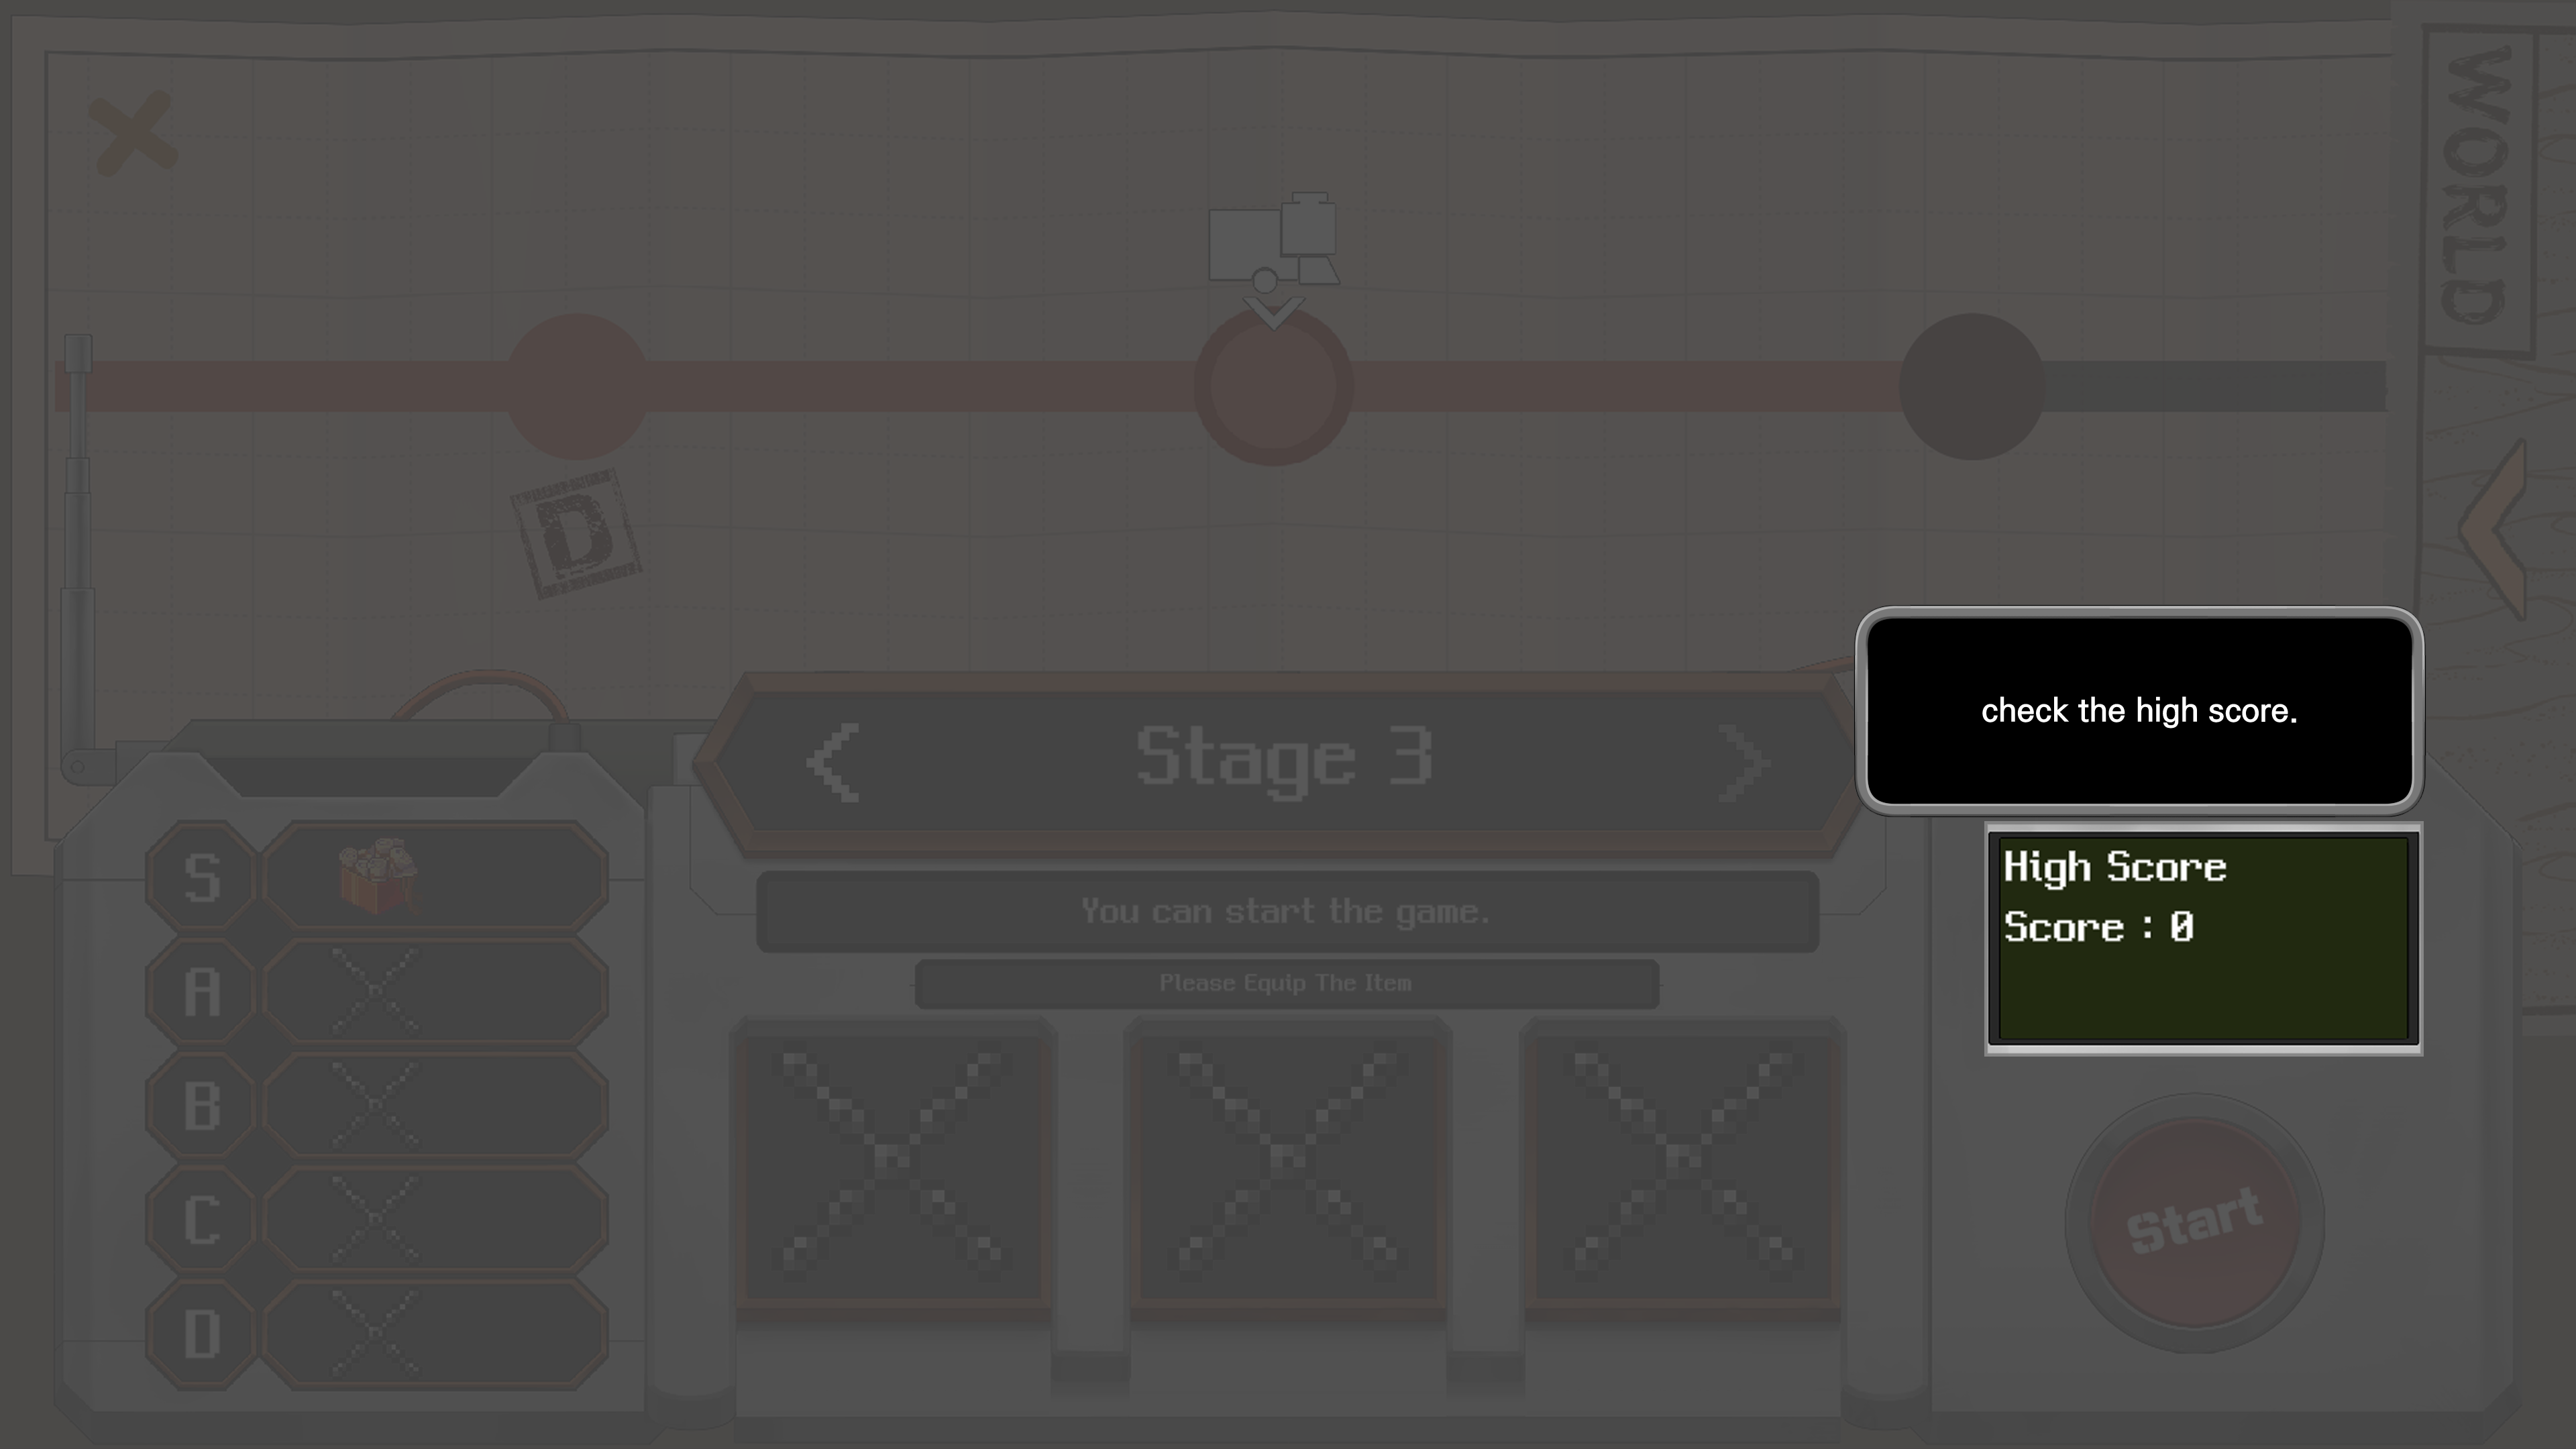 WORLD
D
Stage 3
check the high score.
High Score
Score : 0
You can start the game.
Please Equip The Item
S
A
B
C
D
Start